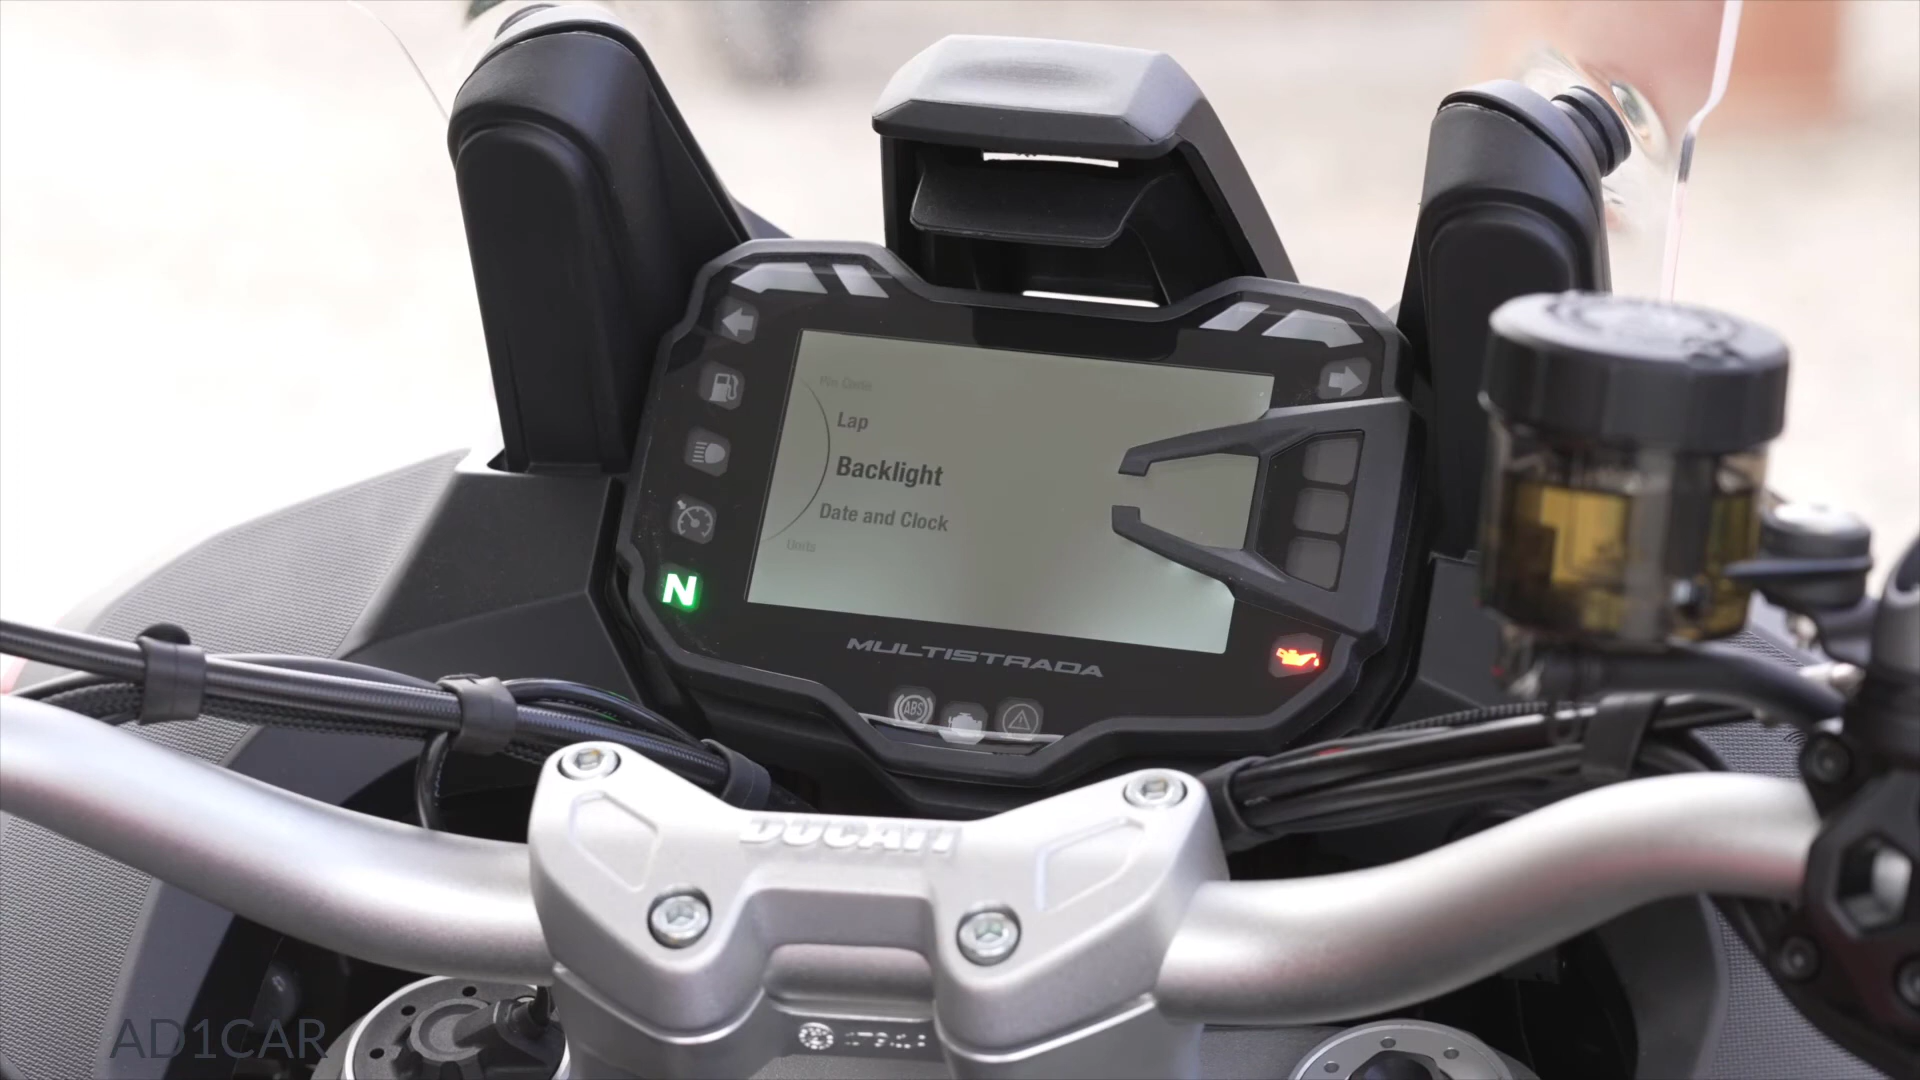 Pin Code
Lap
Backlight
Date and Clock
Units
N
MULTISTRADA
ABS
DUCATI
AD1CAR